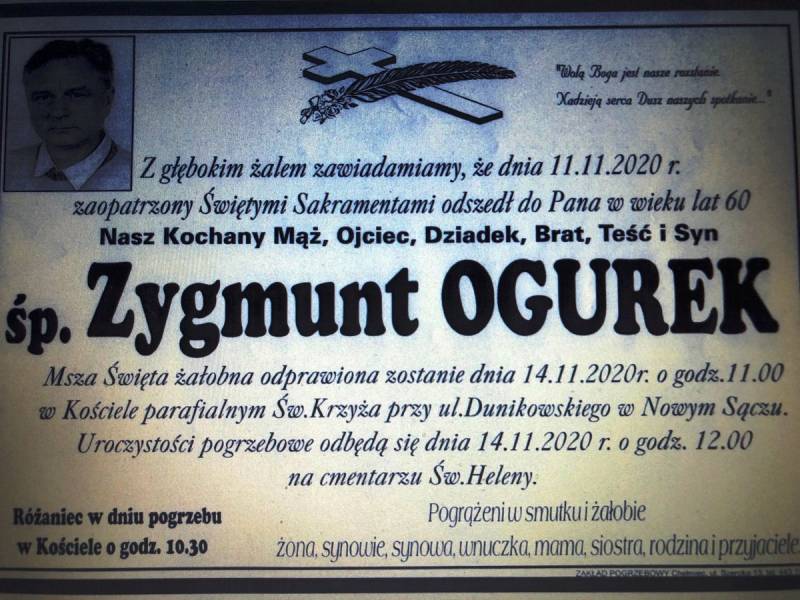 "Wolą Boga jest nasze rozstanie.
Nadzieją serca Dusz naszych spotkanie..."
Z głębokim żalem zawiadamiamy, że dnia 11.11.2020 r.
zaopatrzony Świętymi Sakramentami odszedł do Pana w wieku lat 60
Nasz Kochany Mąż, Ojciec, Dziadek, Brat, Teść i Syn
śp. Zygmunt OGUREK
Msza Święta żałobna odprawiona zostanie dnia 14.11.2020r. o godz.11.00
w Kościele parafialnym Św.Krzyża przy ul.Dunikowskiego w Nowym Sączu.
Uroczystości pogrzebowe odbędą się dnia 14.11.2020 r. o godz. 12.00
na cmentarzu Św.Heleny.
Różaniec w dniu pogrzebu
w Kościele o godz. 10.30
Pogrążeni w smutku i żałobie
żona, synowie, synowa, wnuczka, mama, siostra, rodzina i przyjaciele
ZAKŁAD POGRZEBOWY Chełmiec, ul.